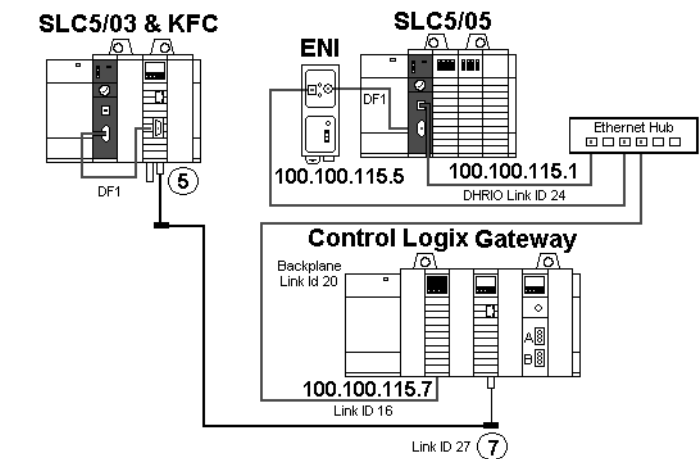 SLC5/03 & KFC
SLC5/05
ENI
DF1
Ethernet Hub
DF1
5
100.100.115.5
100.100.115.1
DHRIO Link ID 24
Control Logix Gateway
Backplane
Link Id 20
A
B
100.100.115.7
Link ID 16
Link ID 27
7